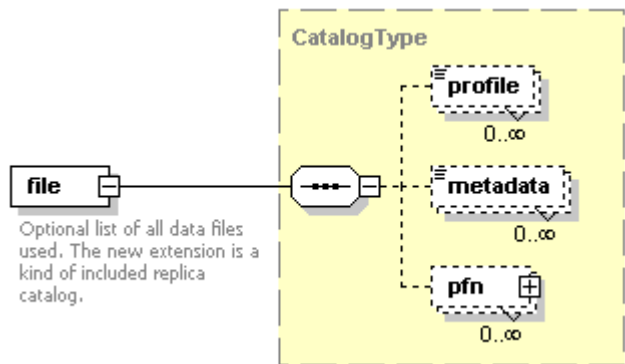 CatalogType
profile
0..∞
file
metadata
0..∞
Optional list of all data files
used. The new extension is a
kind of included replica
catalog.
pfn
0..∞